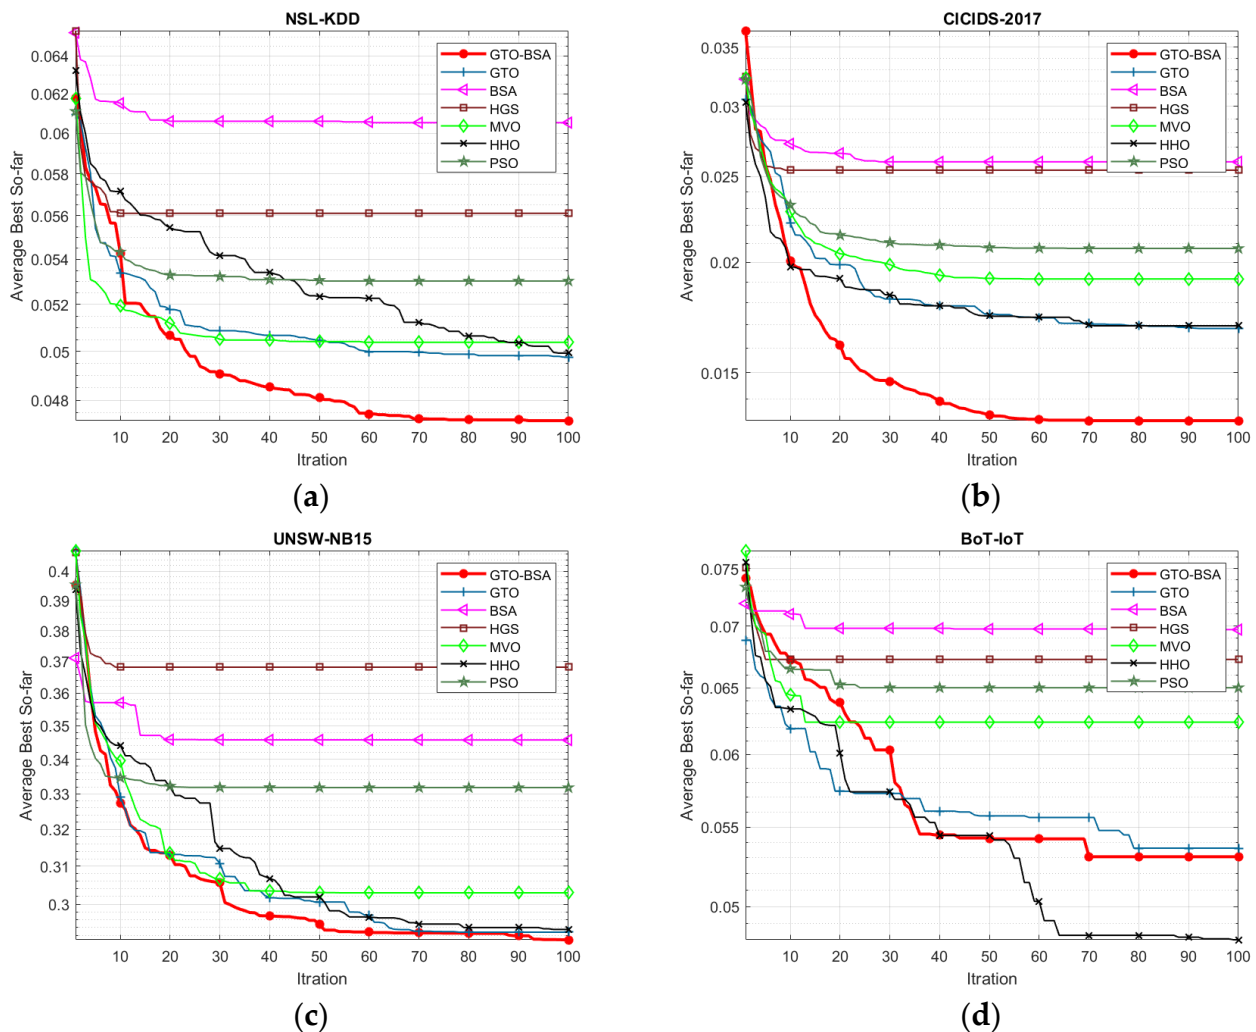 NSL-KDD
0.064
0.062
0.06
0.058
0.056
0.054
0.052
0.05
0.048
Average Best So-far
GTO-BSA
GTO
BSA
HGS
MVO
HHO
PSO
10 20 30 40 50 60 70 80 90 100
Itration
(a)
CICIDS-2017
0.035
0.03
0.025
0.02
0.015
Average Best So-far
GTO-BSA
GTO
BSA
HGS
MVO
HHO
PSO
10 20 30 40 50 60 70 80 90 100
Itration
(b)
UNSW-NB15
0.4
0.39
0.38
0.37
0.36
0.35
0.34
0.33
0.32
0.31
0.3
Average Best So-far
GTO-BSA
GTO
BSA
HGS
MVO
HHO
PSO
10 20 30 40 50 60 70 80 90 100
Itration
(c)
BoT-IoT
0.075
0.07
0.065
0.06
0.055
0.05
Average Best So-far
GTO-BSA
GTO
BSA
HGS
MVO
HHO
PSO
10 20 30 40 50 60 70 80 90 100
Itration
(d)